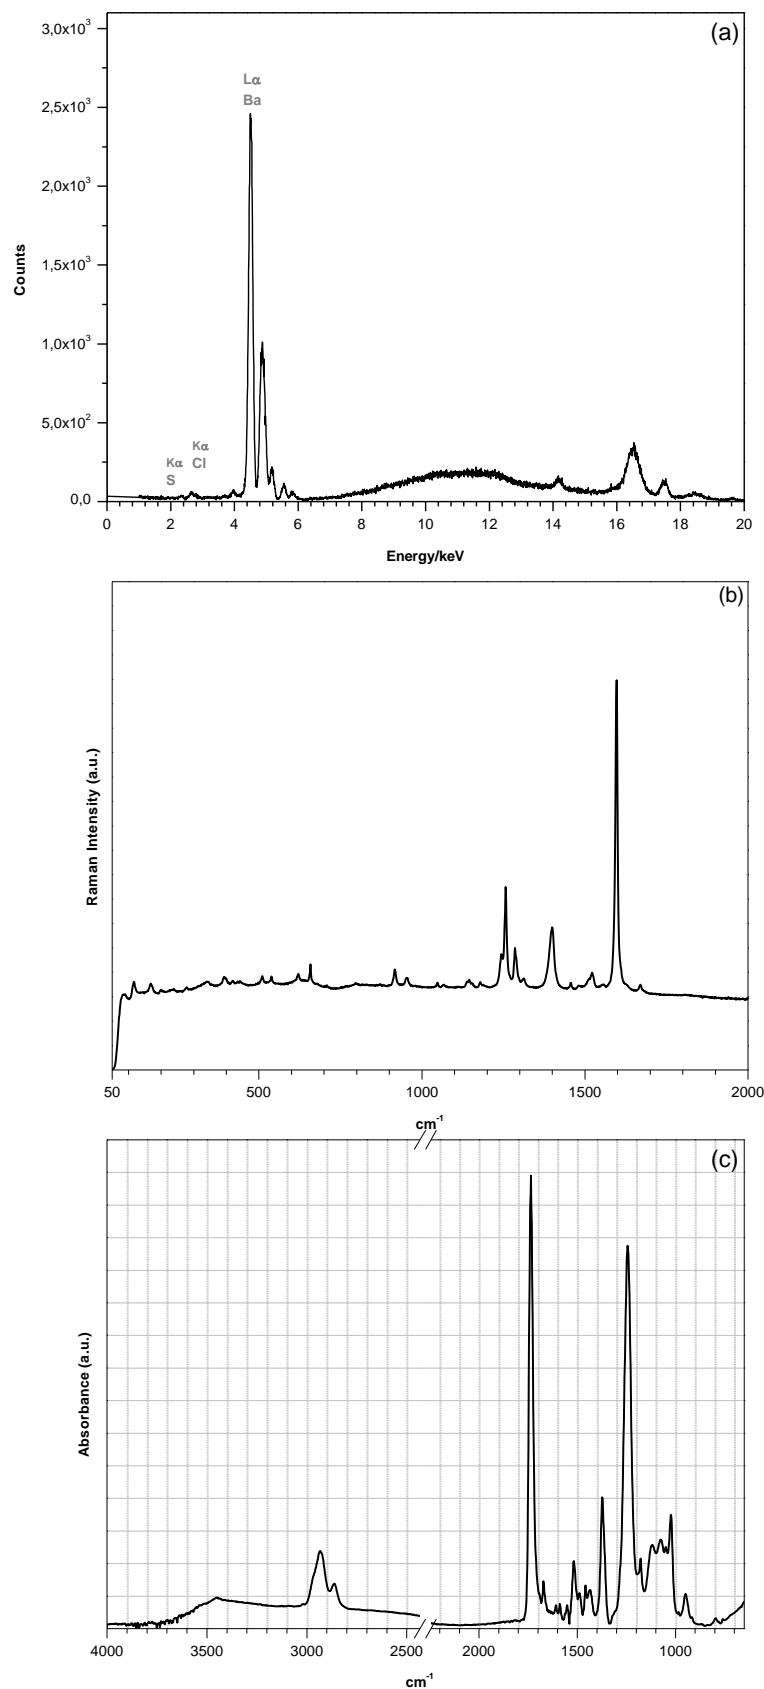 (a)
3,0x10³
2,5x10³
2,0x10³
1,5x10³
1,0x10³
5,0x10²
0,0
Counts
Lα
Ba
Kα
Cl
Kα
S
0 2 4 6 8 10 12 14 16 18 20
Energy/keV
(b)
Raman Intensity (a.u.)
50 500 1000 1500 2000
cm⁻¹
(c)
Absorbance (a.u.)
4000 3500 3000 2500 2000 1500 1000
cm⁻¹